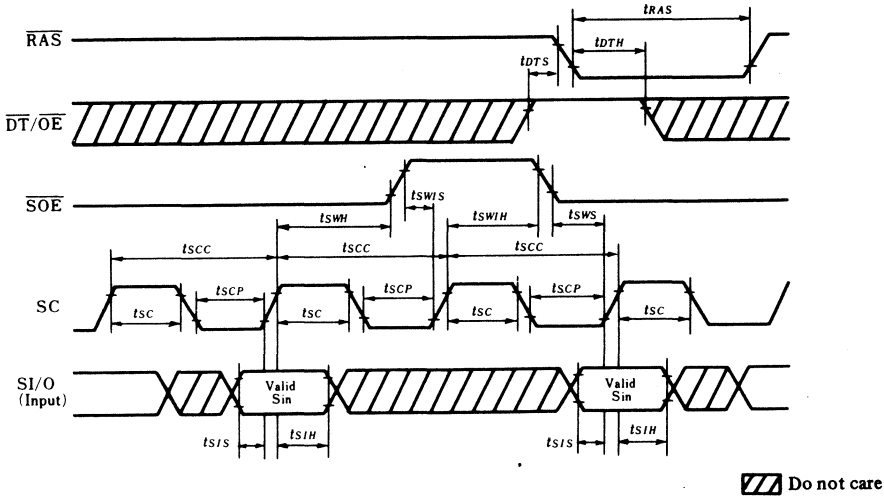 tRAS
RAS
tDTH
tDTS
DT/OE
SOE
tSWIS
tSWH tSWIH tSWS
tSCC tSCC tSCC
SC
tSCP tSCP tSCP
tSC tSC tSC tSC
SI/O
(Input)
Valid
Sin
Valid
Sin
tSIS tSIH tSIS tSIH
Do not care